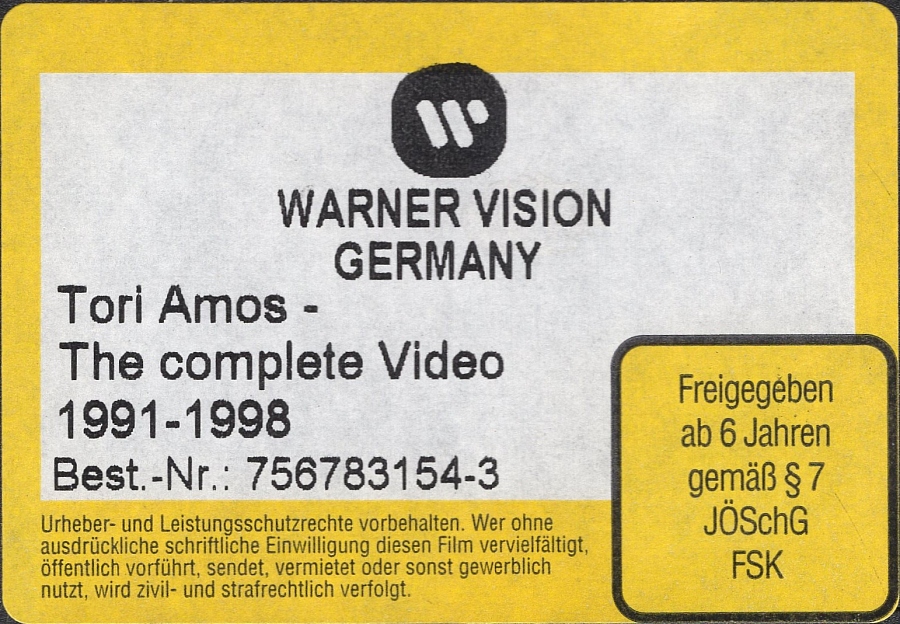 WARNER VISION
GERMANY
Tori Amos -
The complete Video
1991-1998
Best.-Nr.: 756783154-3
Urheber- und Leistungsschutzrechte vorbehalten. Wer ohne
ausdrückliche schriftliche Einwilligung diesen Film vervielfältigt,
öffentlich vorführt, sendet, vermietet oder sonst gewerblich
nutzt, wird zivil- und strafrechtlich verfolgt.
Freigegeben
ab 6 Jahren
gemäß § 7
JÖSchG
FSK